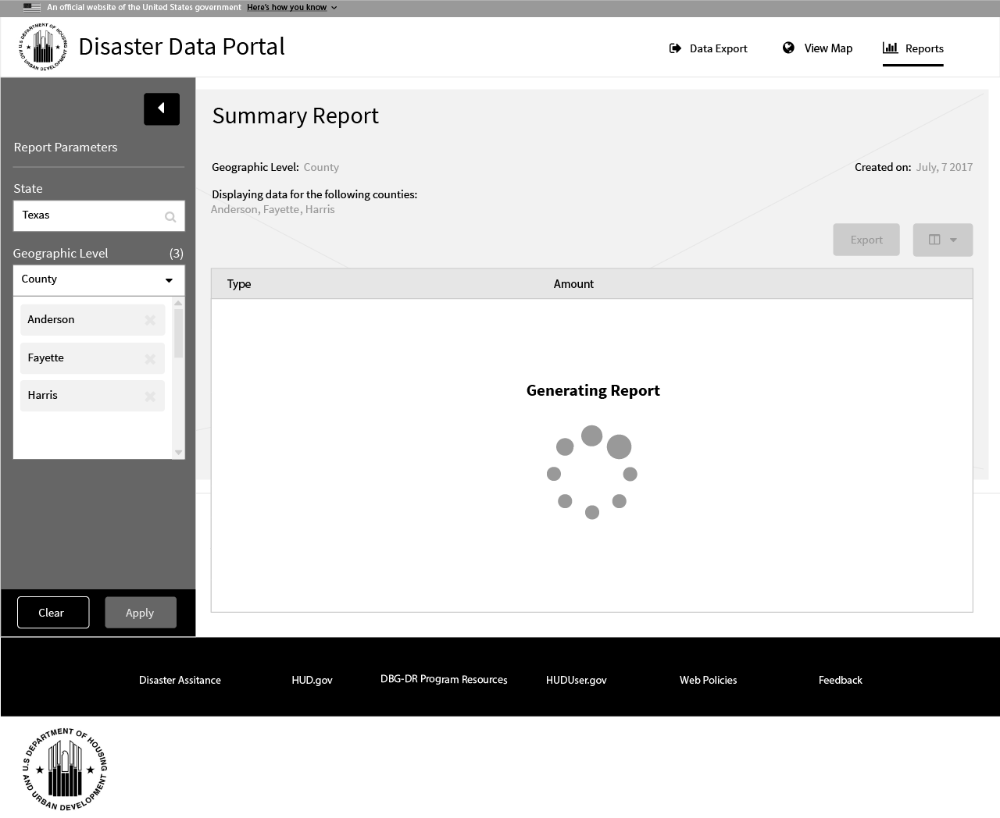 An official website of the United States government Here's how you know
U.S DEPARTMENT OF HOUSING AND URBAN DEVELOPMENT
Disaster Data Portal
Data Export
View Map
Reports
Summary Report
Report Parameters
Geographic Level: County
Created on: July, 7 2017
State
Displaying data for the following counties:
Anderson, Fayette, Harris
Texas
Export
Geographic Level (3)
County
Type Amount
Anderson
Fayette
Harris
Generating Report
Clear
Apply
Disaster Assitance
HUD.gov
DBG-DR Program Resources
HUDUser.gov
Web Policies
Feedback
U.S DEPARTMENT OF HOUSING AND URBAN DEVELOPMENT